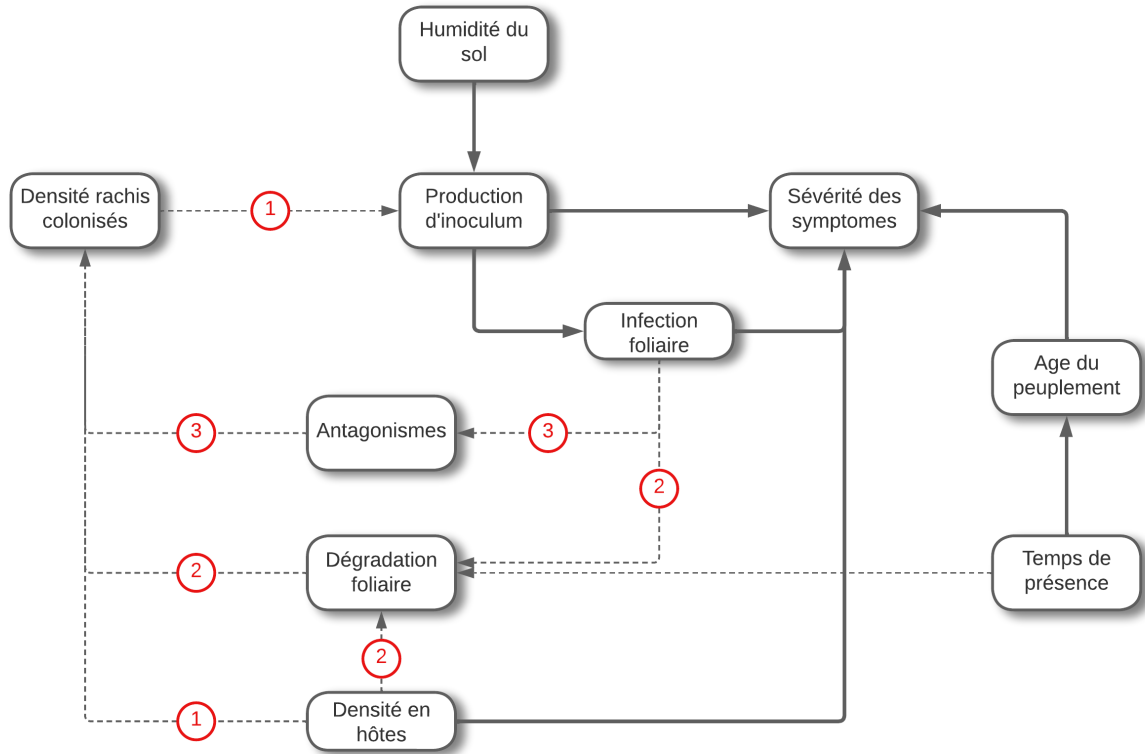 Humidité du
sol
Densité rachis
colonisés
1
Production
d'inoculum
Sévérité des
symptomes
Infection
foliaire
Age du
peuplement
3
Antagonismes
3
2
2
Dégradation
foliaire
Temps de
présence
2
1
Densité en
hôtes